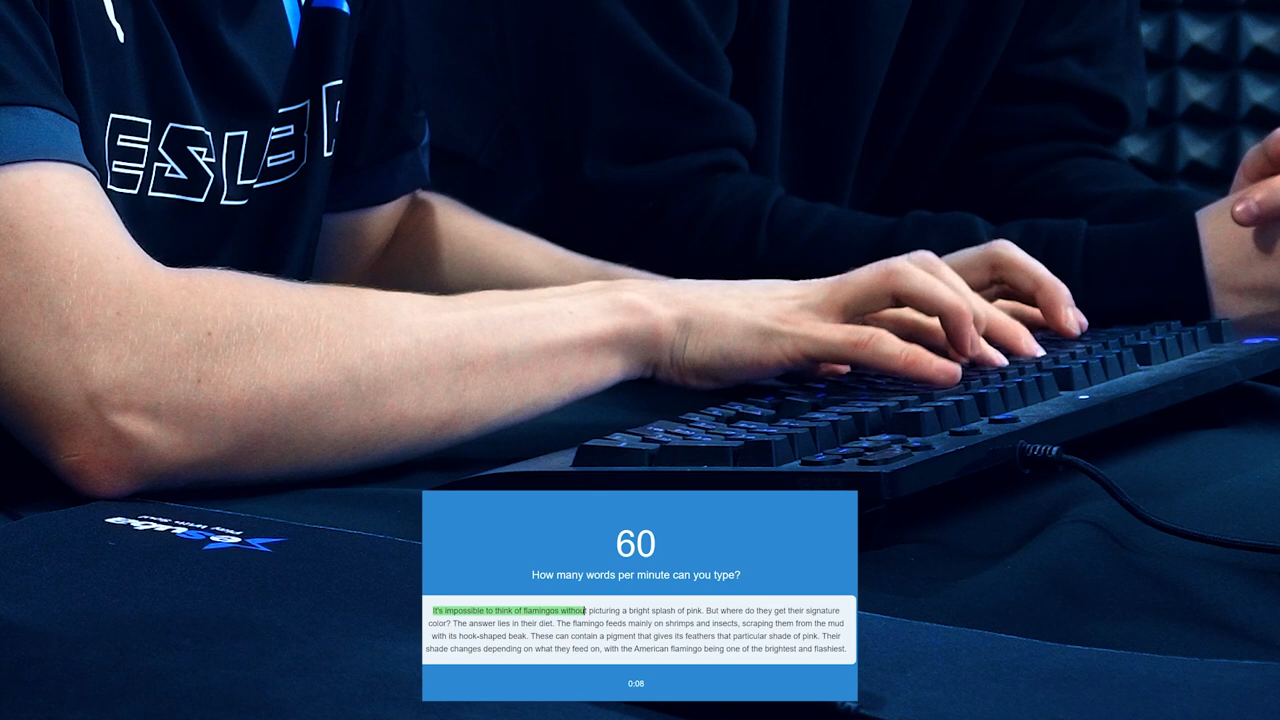 ESUBA
esuba
Play With Soul
60
How many words per minute can you type?
It's impossible to think of flamingos without picturing a bright splash of pink. But where do they get their signature
color? The answer lies in their diet. The flamingo feeds mainly on shrimps and insects, scraping them from the mud
with its hook-shaped beak. These can contain a pigment that gives its feathers that particular shade of pink. Their
shade changes depending on what they feed on, with the American flamingo being one of the brightest and flashiest.
0:08